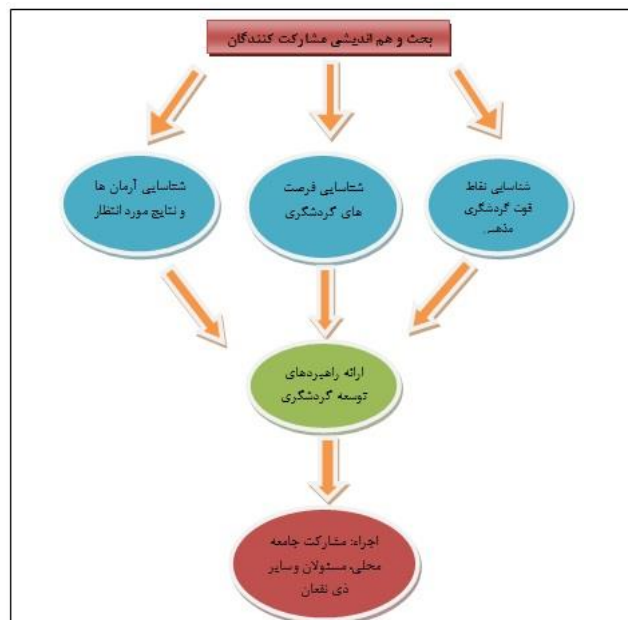 بحث و هم اندیشی مشارکت کنندگان
شناسایی نقاط
قوت گردشگری
مذهبی
شناسایی فرصت
های گردشگری
شناسایی آرمان ها
و نتایج مورد انتظار
ارائه راهبردهای
توسعه گردشگری
اجراء: مشارکت جامعه
محلی، مسئولان و سایر
ذی نفعان